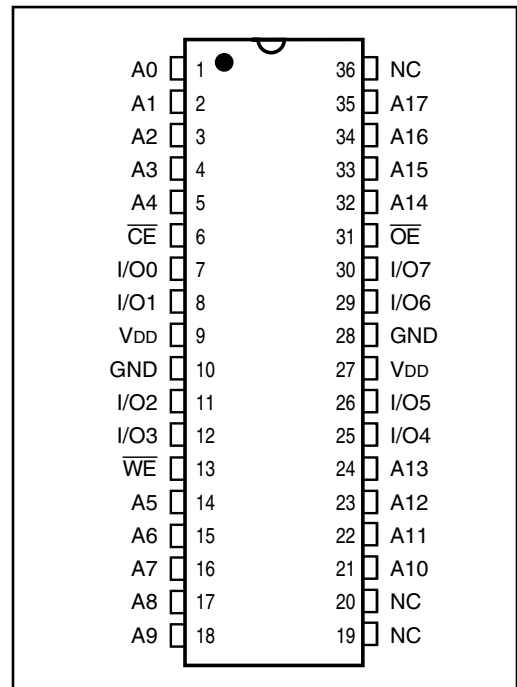 A0 1 36 NC
A1 2 35 A17
A2 3 34 A16
A3 4 33 A15
A4 5 32 A14
C̅E̅ 6 31 O̅E̅
I/O0 7 30 I/O7
I/O1 8 29 I/O6
VDD 9 28 GND
GND 10 27 VDD
I/O2 11 26 I/O5
I/O3 12 25 I/O4
W̅E̅ 13 24 A13
A5 14 23 A12
A6 15 22 A11
A7 16 21 A10
A8 17 20 NC
A9 18 19 NC